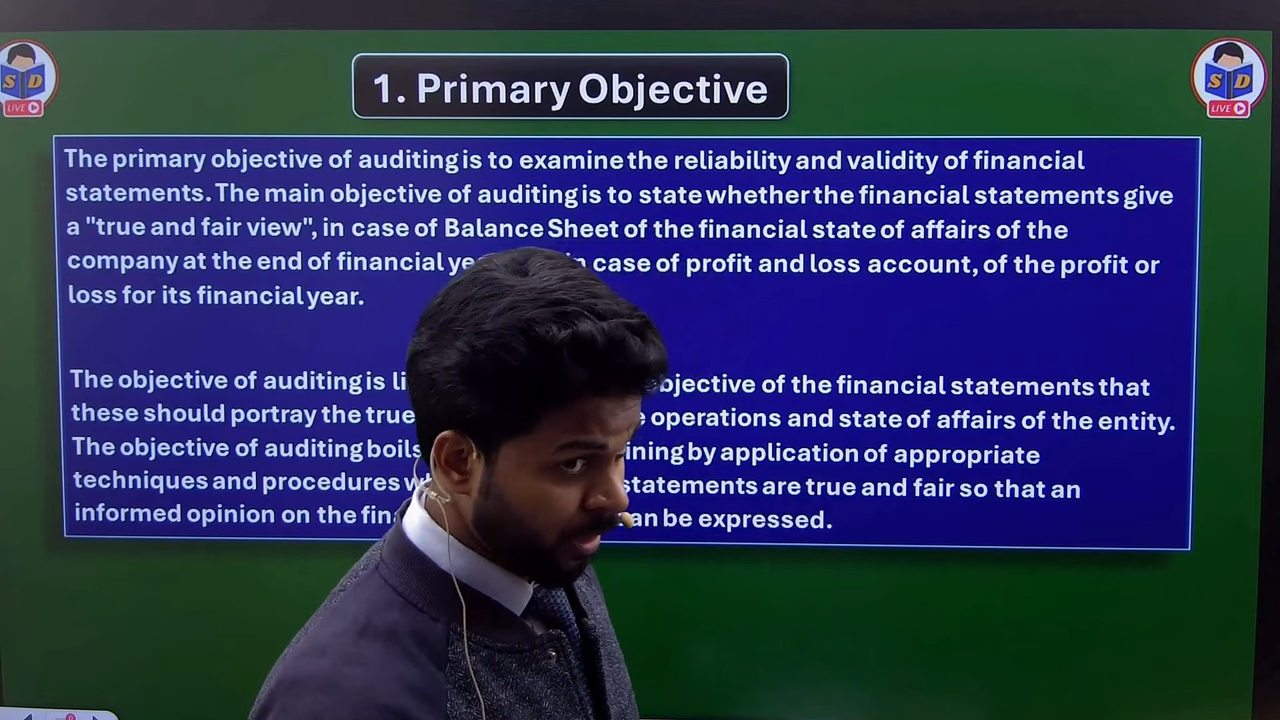 S D
LIVE
1. Primary Objective
S D
LIVE
The primary objective of auditing is to examine the reliability and validity of financial
statements. The main objective of auditing is to state whether the financial statements give
a "true and fair view", in case of Balance Sheet of the financial state of affairs of the
company at the end of financial case of profit and loss account, of the profit or
loss for its financial year.
The objective of auditing is of the financial statements that
these should portray the true operations and state of affairs of the entity.
The objective of auditing boils by application of appropriate
techniques and procedures statements are true and fair so that an
informed opinion on the be expressed.